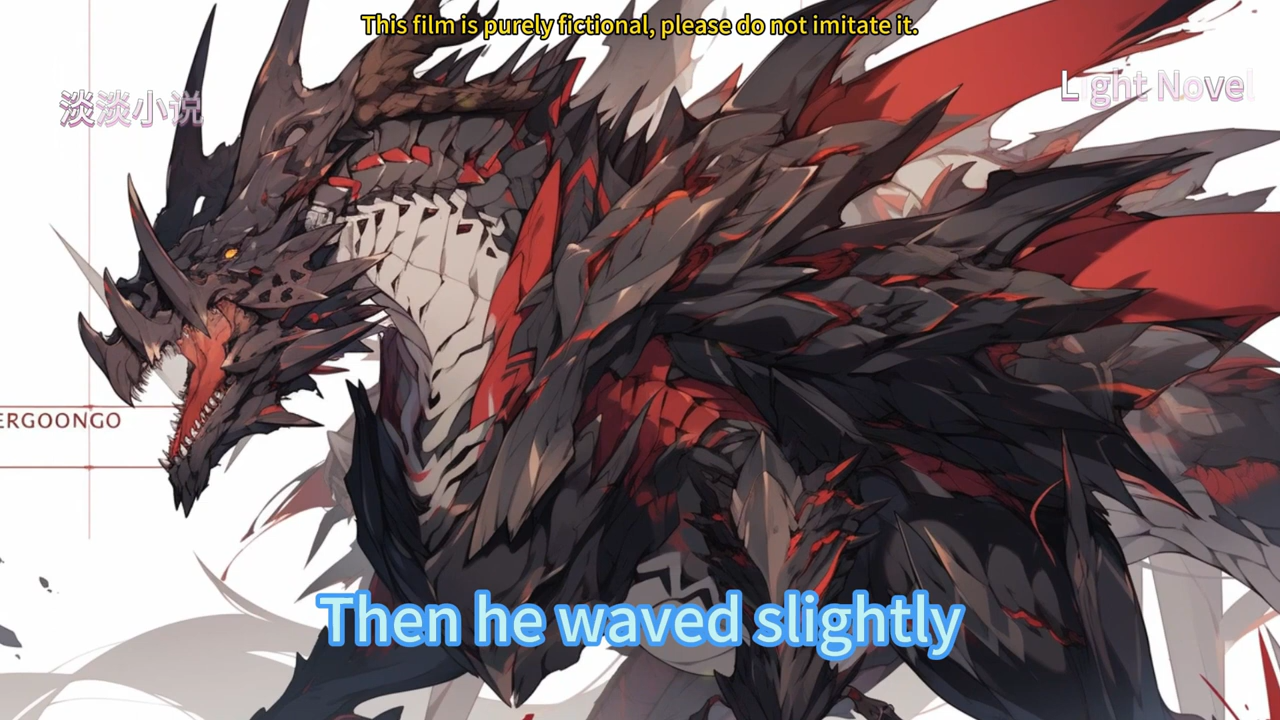 This film is purely fictional, please do not imitate it.
淡淡小说
Light Novel
ERGOONGO
Then he waved slightly